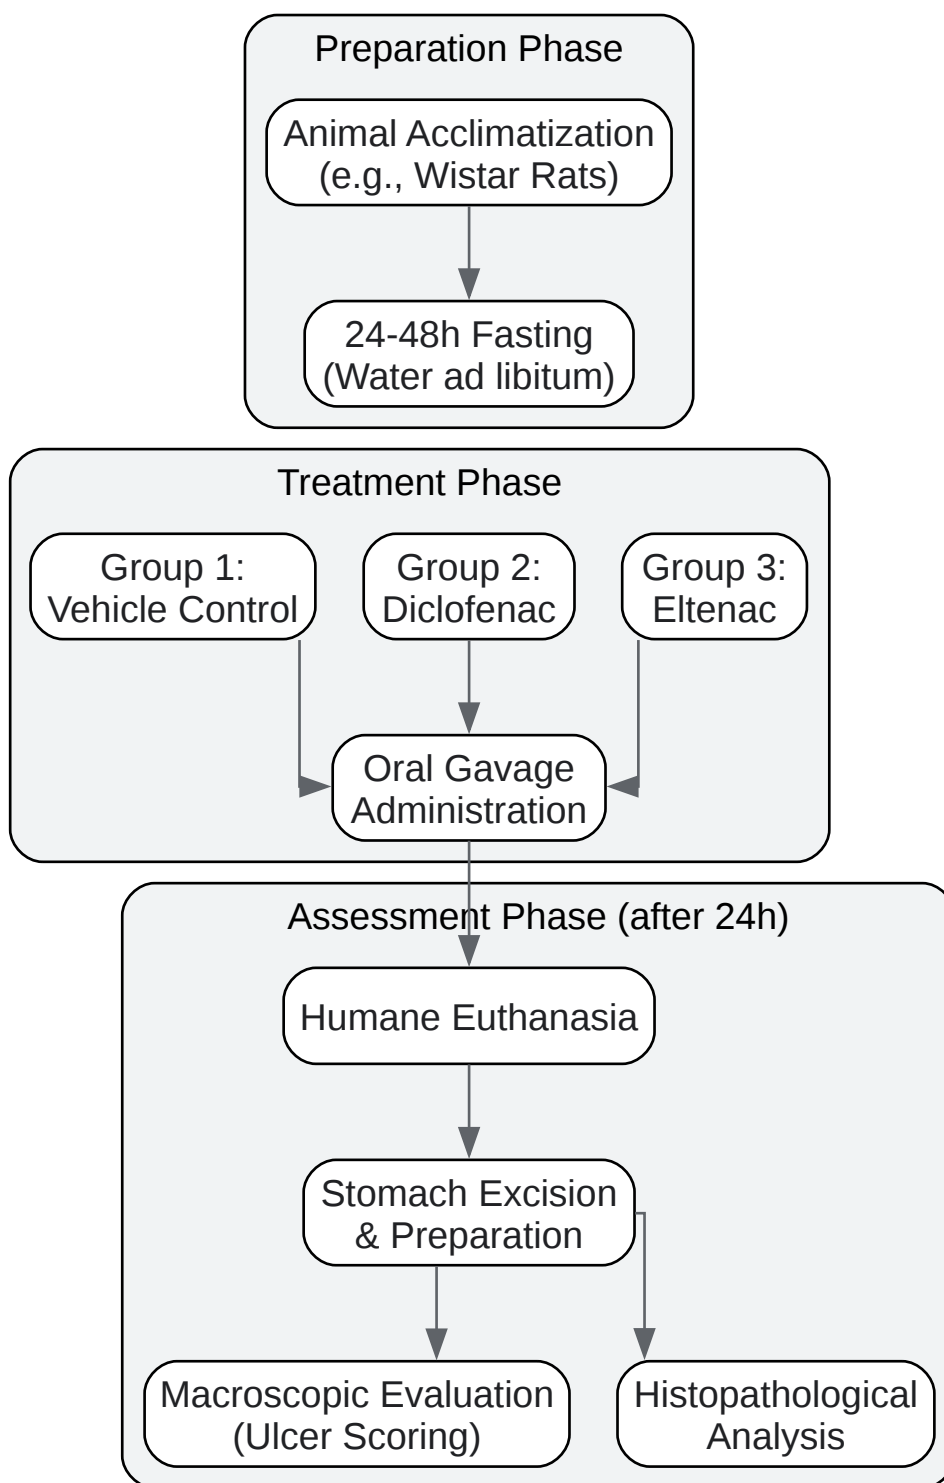 Preparation Phase
Animal Acclimatization
(e.g., Wistar Rats)
24-48h Fasting
(Water ad libitum)
Treatment Phase
Group 1:
Vehicle Control
Group 2:
Diclofenac
Group 3:
Eltenac
Oral Gavage
Administration
Assessment Phase (after 24h)
Humane Euthanasia
Stomach Excision
& Preparation
Macroscopic Evaluation
(Ulcer Scoring)
Histopathological
Analysis